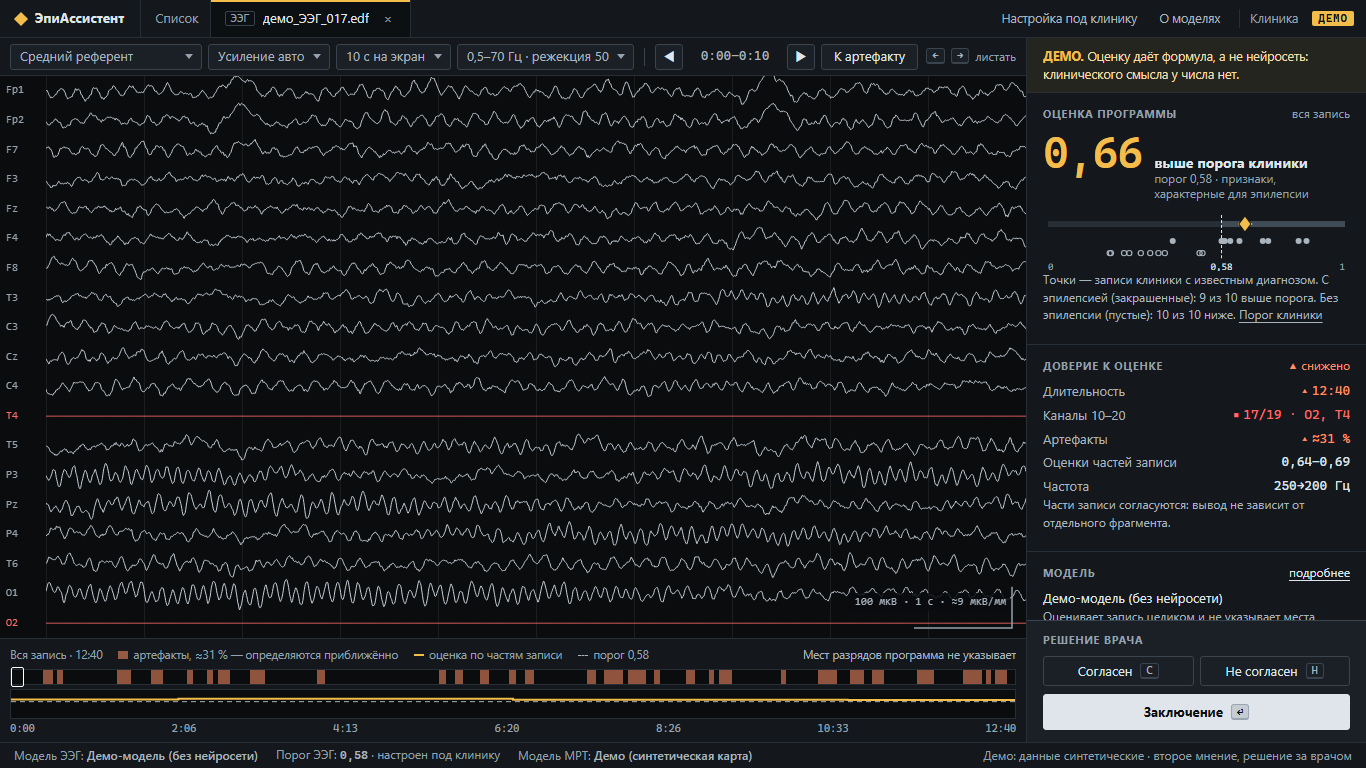 ЭпиАссистент
Список
ЭЭГ демо_ЭЭГ_017.edf ×
Настройка под клинику
О моделях
Клиника
ДЕМО
Средний референт
Усиление авто
10 с на экран
0,5–70 Гц · режекция 50
0:00–0:10
К артефакту
← → листать
ДЕМО. Оценку даёт формула, а не нейросеть:
клинического смысла у числа нет.
Fp1
Fp2
F7
F3
Fz
F4
F8
T3
C3
Cz
C4
T4
T5
P3
Pz
P4
T6
O1
O2
100 мкВ · 1 с · ≈9 мкВ/мм
ОЦЕНКА ПРОГРАММЫ
вся запись
0,66
выше порога клиники
порог 0,58 · признаки,
характерные для эпилепсии
0
0,58
1
Точки — записи клиники с известным диагнозом. С
эпилепсией (закрашенные): 9 из 10 выше порога. Без
эпилепсии (пустые): 10 из 10 ниже. Порог клиники
ДОВЕРИЕ К ОЦЕНКЕ
▲ снижено
Длительность
▲ 12:40
Каналы 10–20
■ 17/19 · O2, T4
Артефакты
▲ ≈31 %
Оценки частей записи
0,64–0,69
Частота
250→200 Гц
Части записи согласуются: вывод не зависит от
отдельного фрагмента.
МОДЕЛЬ
подробнее
Демо-модель (без нейросети)
Оценивает запись целиком и не указывает места
РЕШЕНИЕ ВРАЧА
Согласен С
Не согласен Н
Заключение ↵
Вся запись · 12:40
артефакты, ≈31 % — определяются приближённо
оценка по частям записи
порог 0,58
Мест разрядов программа не указывает
0:00
2:06
4:13
6:20
8:26
10:33
12:40
Модель ЭЭГ: Демо-модель (без нейросети)
Порог ЭЭГ: 0,58 · настроен под клинику
Модель МРТ: Демо (синтетическая карта)
Демо: данные синтетические · второе мнение, решение за врачом